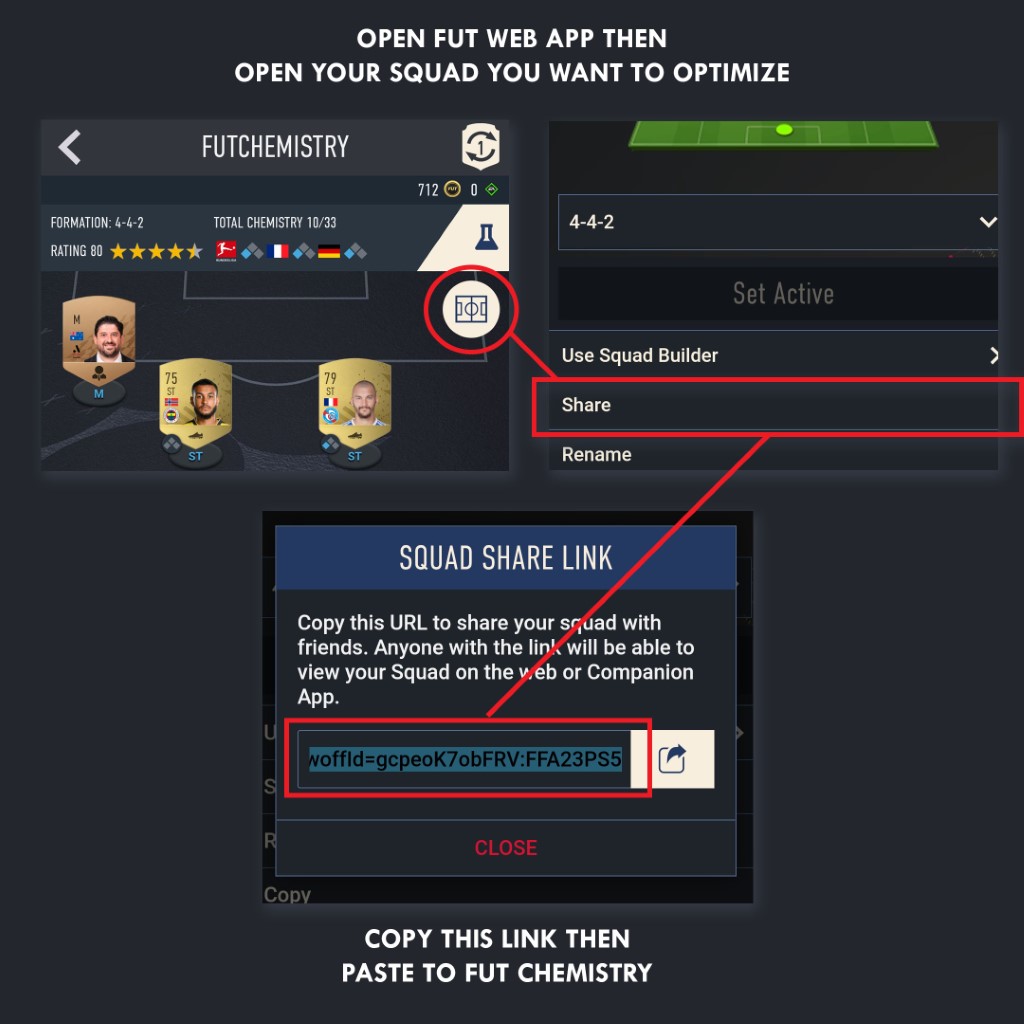 OPEN FUT WEB APP THEN
OPEN YOUR SQUAD YOU WANT TO OPTIMIZE
FUTCHEMISTRY
1
712 FUT 0
FORMATION: 4-4-2 TOTAL CHEMISTRY 10/33
RATING 80
M
M
75
ST
ST
79
ST
ST
4-4-2
Set Active
Use Squad Builder
Share
Rename
SQUAD SHARE LINK
Copy this URL to share your squad with
friends. Anyone with the link will be able to
view your Squad on the web or Companion
App.
woffId=gcpeoK7obFRV:FFA23PS5
CLOSE
U
S
R
Copy
COPY THIS LINK THEN
PASTE TO FUT CHEMISTRY